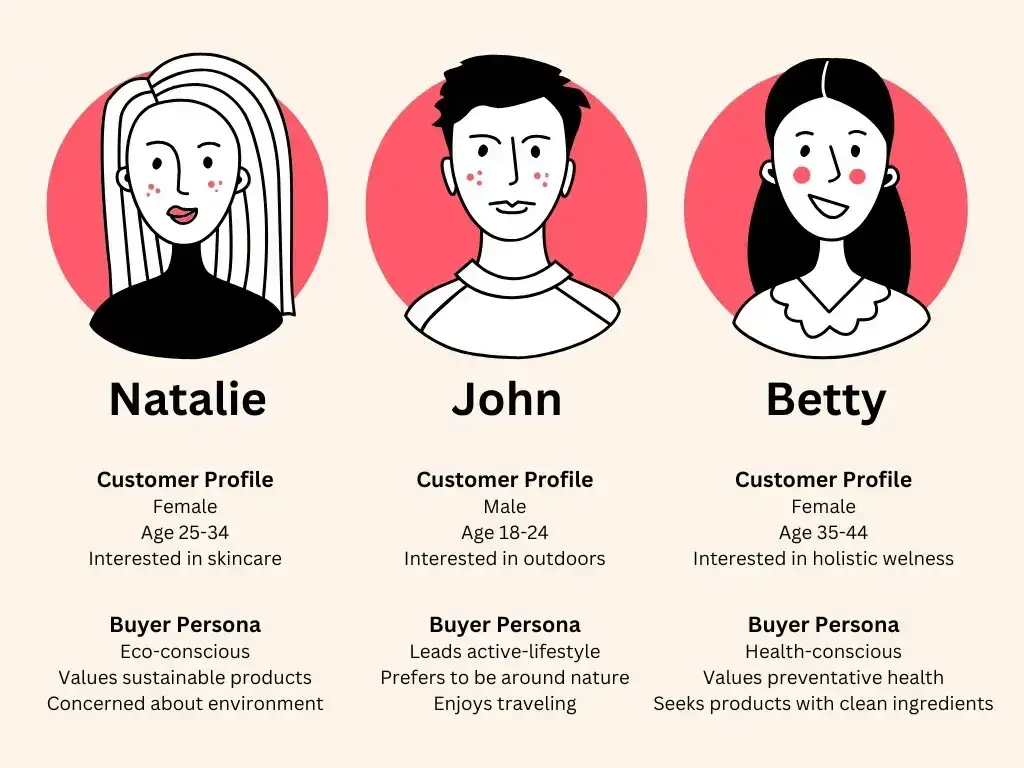 Natalie
Customer Profile
Female
Age 25-34
Interested in skincare
Buyer Persona
Eco-conscious
Values sustainable products
Concerned about environment
John
Customer Profile
Male
Age 18-24
Interested in outdoors
Buyer Persona
Leads active-lifestyle
Prefers to be around nature
Enjoys traveling
Betty
Customer Profile
Female
Age 35-44
Interested in holistic welness
Buyer Persona
Health-conscious
Values preventative health
Seeks products with clean ingredients